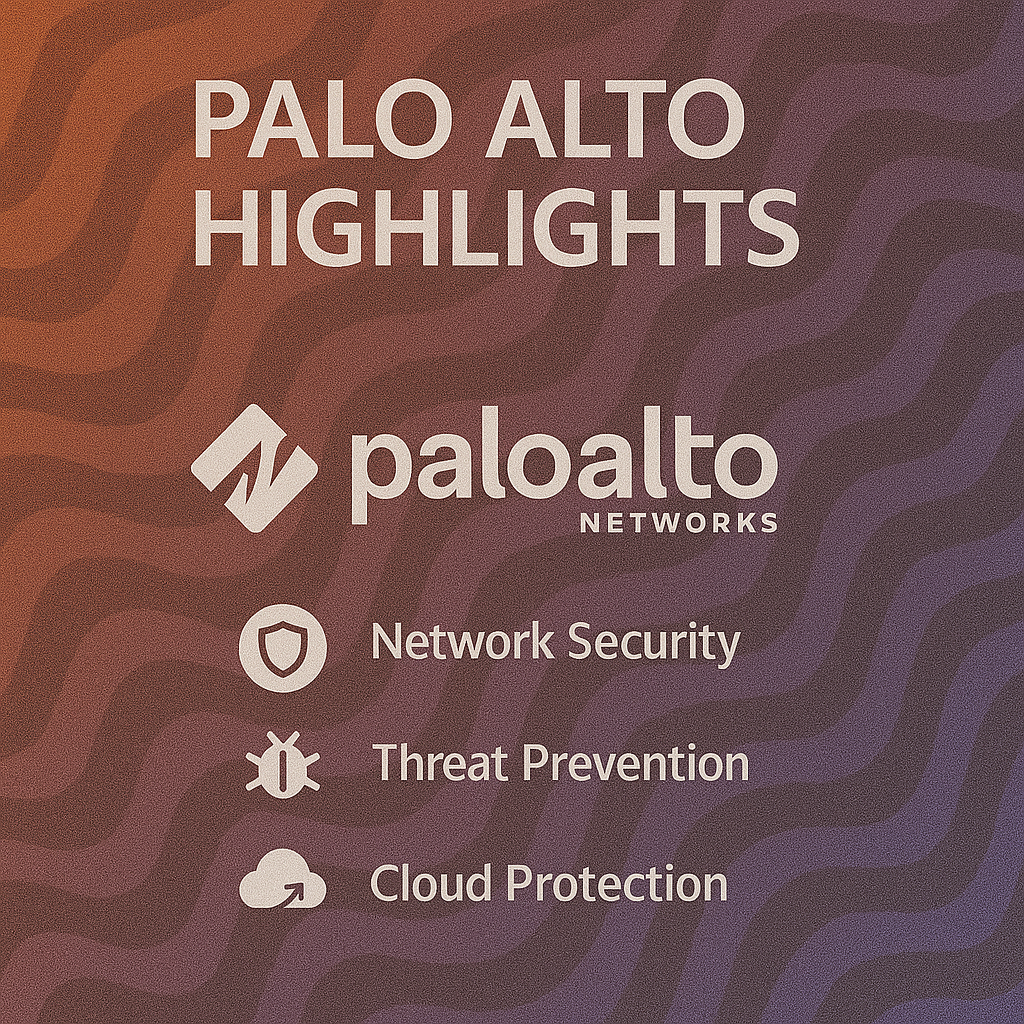 PALO ALTO
HIGHLIGHTS
paloalto
NETWORKS
Network Security
Threat Prevention
Cloud Protection